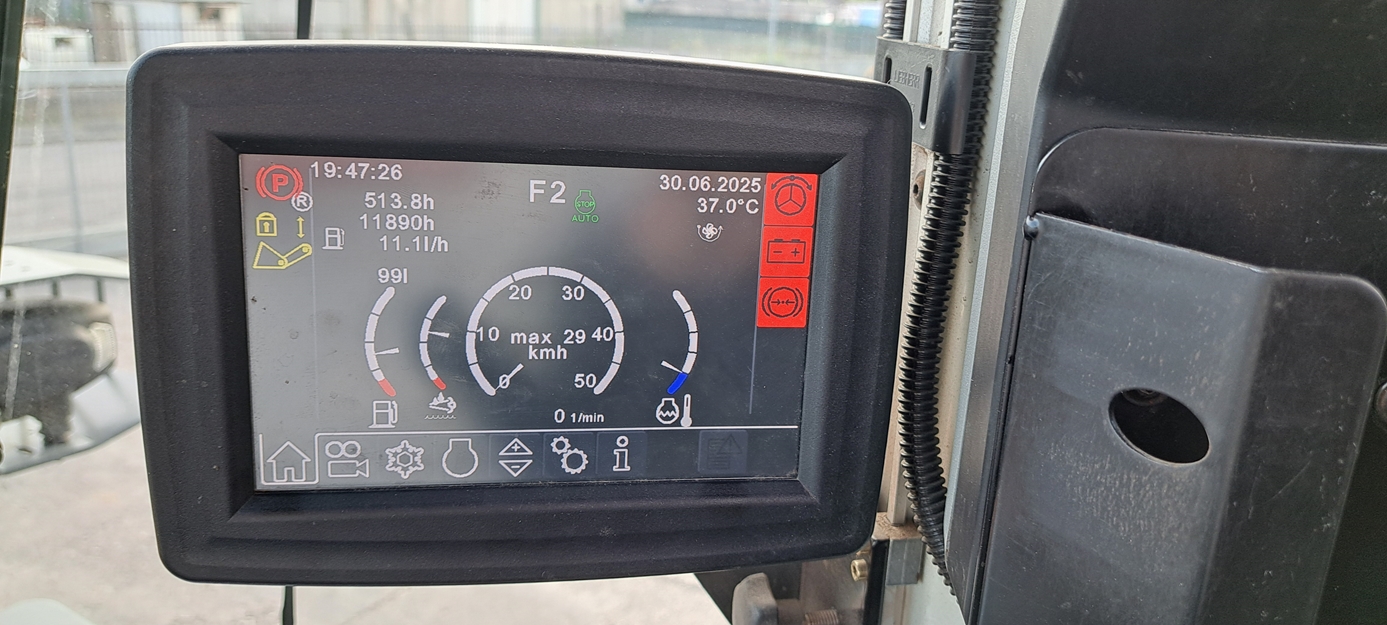 19:47:26
30.06.2025
P
F2
STOP
AUTO
513.8h
37.0°C
R
11890h
11.1l/h
99l
20 30
10 max 29 40
kmh
0 50
0 1/min
i
LIEBHERR